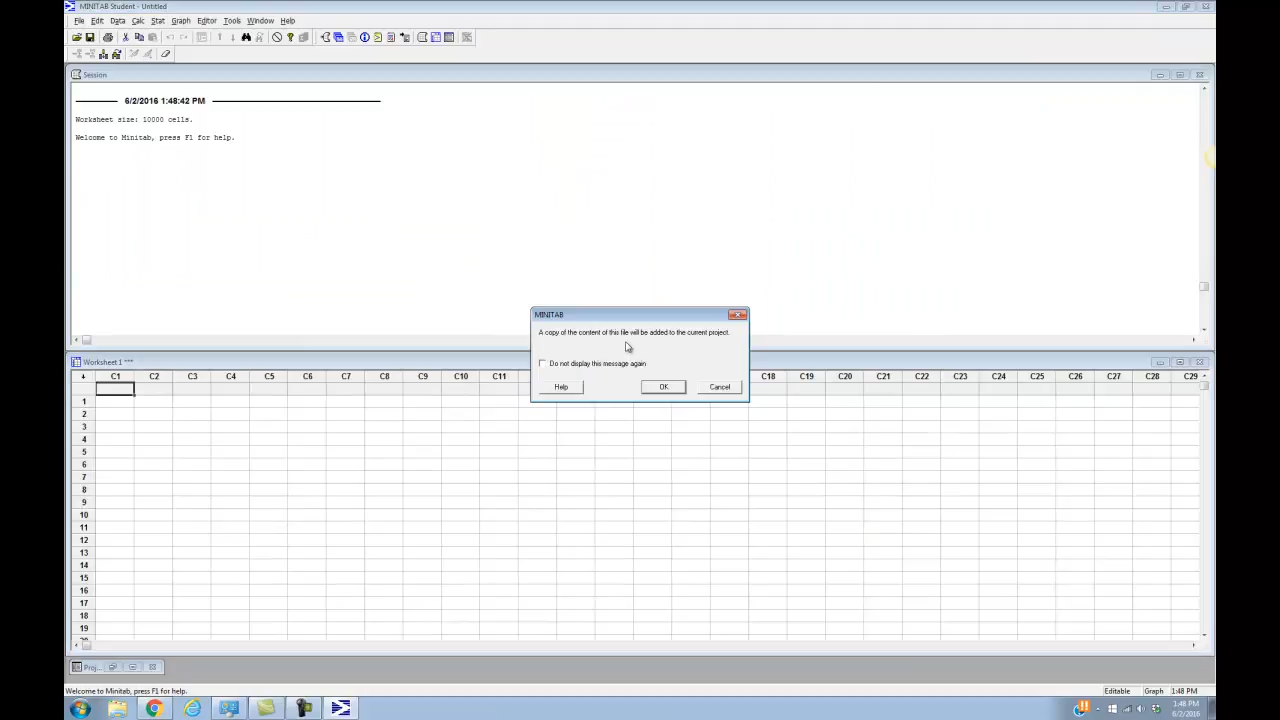 MINITAB Student - Untitled
File Edit Data Calc Stat Graph Editor Tools Window Help
Session
6/2/2016 1:48:42 PM
Worksheet size: 10000 cells.
Welcome to Minitab, press F1 for help.
MINITAB
A copy of the content of this file will be added to the current project.
Do not display this message again
Help OK Cancel
Worksheet 1 ***
C1 C2 C3 C4 C5 C6 C7 C8 C9 C10 C11 C18 C19 C20 C21 C22 C23 C24 C25 C26 C27 C28 C29
1
2
3
4
5
6
7
8
9
10
11
12
13
14
15
16
17
18
19
Proj...
Welcome to Minitab, press F1 for help. Editable Graph 1:48 PM
1:48 PM
6/2/2016